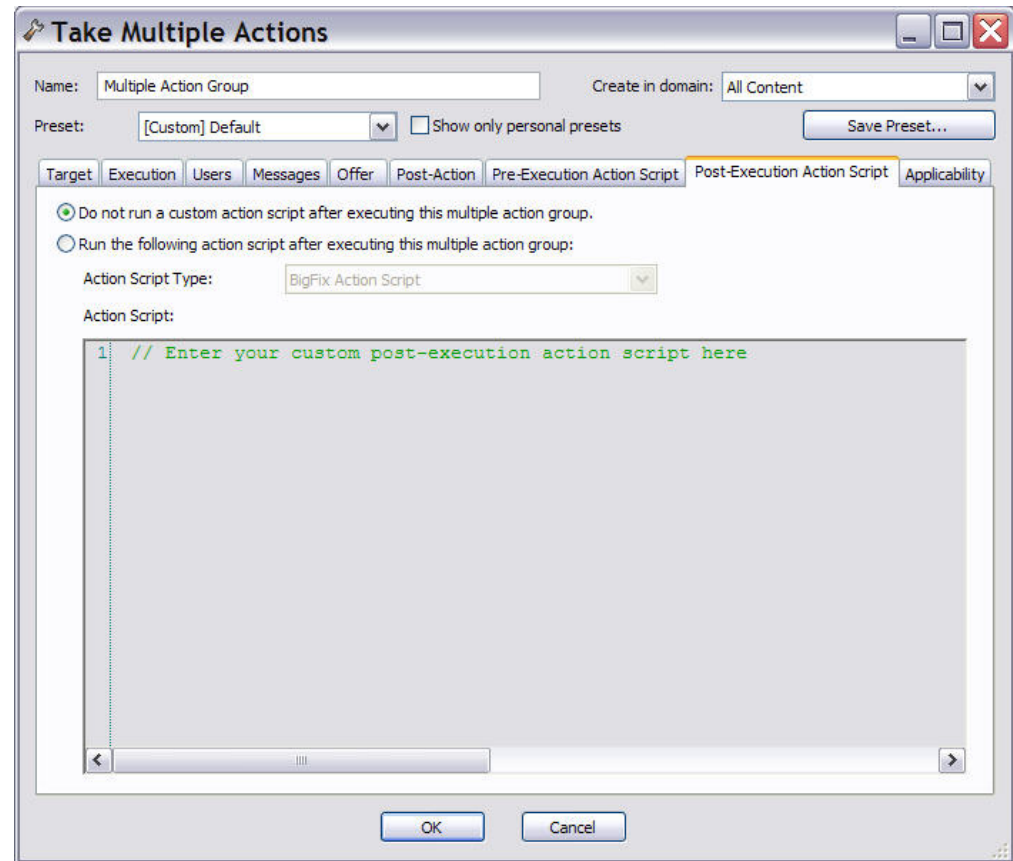 Take Multiple Actions
Name: Multiple Action Group Create in domain: All Content
Preset: [Custom] Default Show only personal presets Save Preset...
Target Execution Users Messages Offer Post-Action Pre-Execution Action Script Post-Execution Action Script Applicability
Do not run a custom action script after executing this multiple action group.
Run the following action script after executing this multiple action group:
Action Script Type: BigFix Action Script
Action Script:
1 // Enter your custom post-execution action script here
OK Cancel